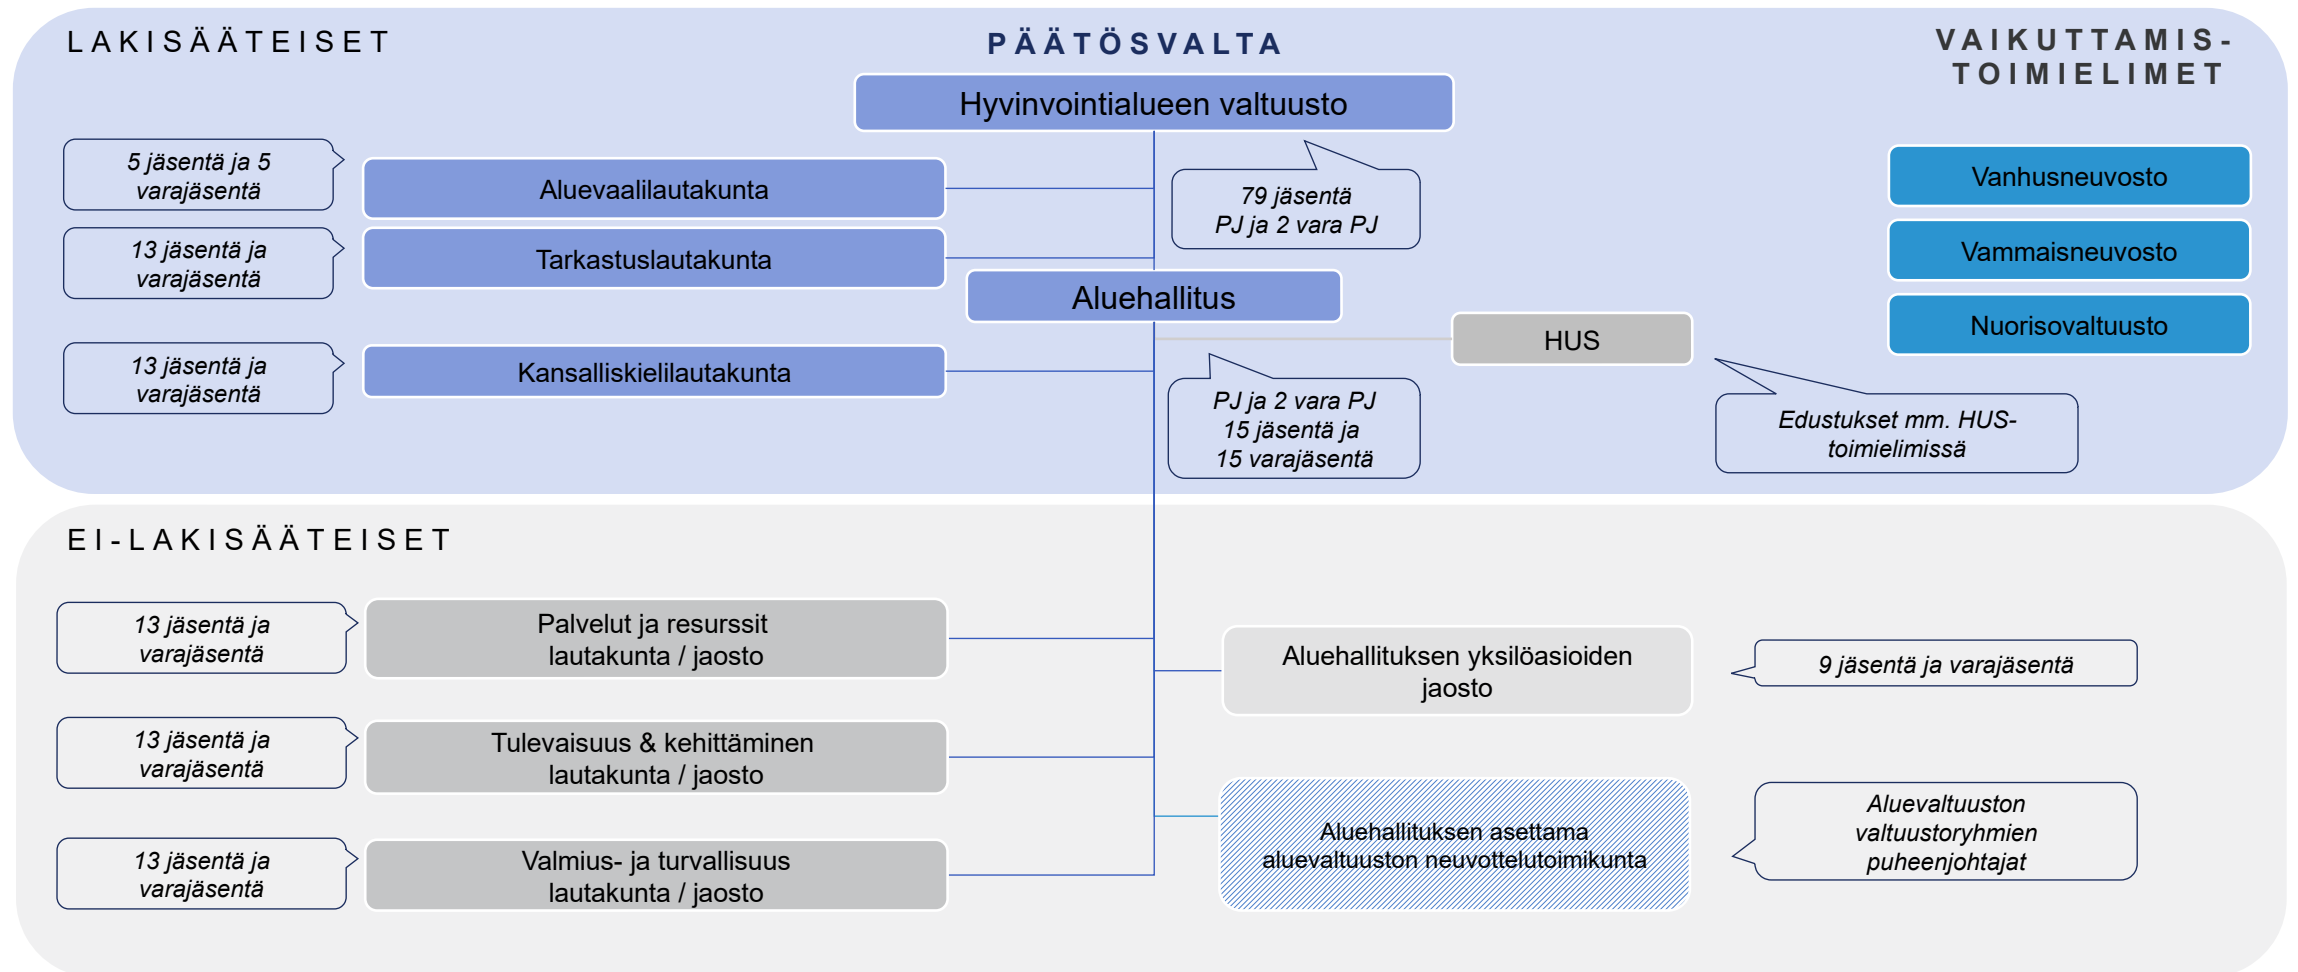 LAKISÄÄTEISET
PÄÄTÖSVALTA
VAIKUTTAMIS-
TOIMIELIMET
Hyvinvointialueen valtuusto
5 jäsentä ja 5
varajäsentä
Aluevaalilautakunta
79 jäsentä
PJ ja 2 vara PJ
Vanhusneuvosto
13 jäsentä ja
varajäsentä
Tarkastuslautakunta
Vammaisneuvosto
Aluehallitus
Nuorisovaltuusto
HUS
13 jäsentä ja
varajäsentä
Kansalliskielilautakunta
PJ ja 2 vara PJ
15 jäsentä ja
15 varajäsentä
Edustukset mm. HUS-
toimielimissä
EI-LAKISÄÄTEISET
13 jäsentä ja
varajäsentä
Palvelut ja resurssit
lautakunta / jaosto
Aluehallituksen yksilöasioiden
jaosto
9 jäsentä ja varajäsentä
13 jäsentä ja
varajäsentä
Tulevaisuus & kehittäminen
lautakunta / jaosto
Aluehallituksen asettama
aluevaltuuston neuvottelutoimikunta
Aluevaltuuston
valtuustoryhmien
puheenjohtajat
13 jäsentä ja
varajäsentä
Valmius- ja turvallisuus
lautakunta / jaosto